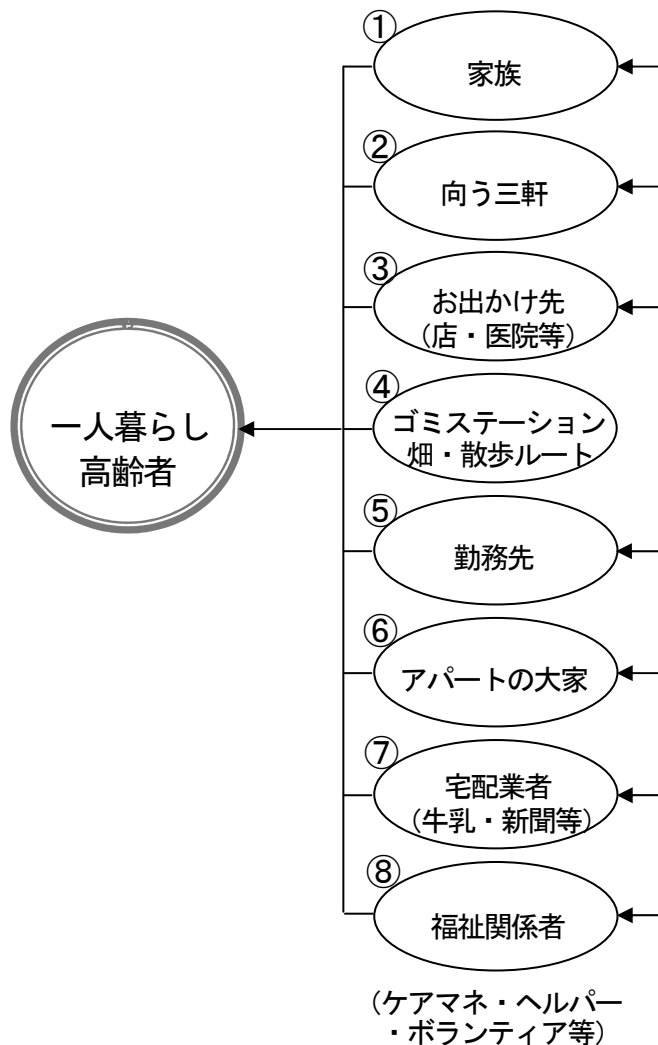 一人暮らし
高齢者
①
家族
②
向う三軒
③
お出かけ先
（店・医院等）
④
ゴミステーション
畑・散歩ルート
⑤
勤務先
⑥
アパートの大家
⑦
宅配業者
（牛乳・新聞等）
⑧
福祉関係者
（ケアマネ・ヘルパー
・ボランティア等）